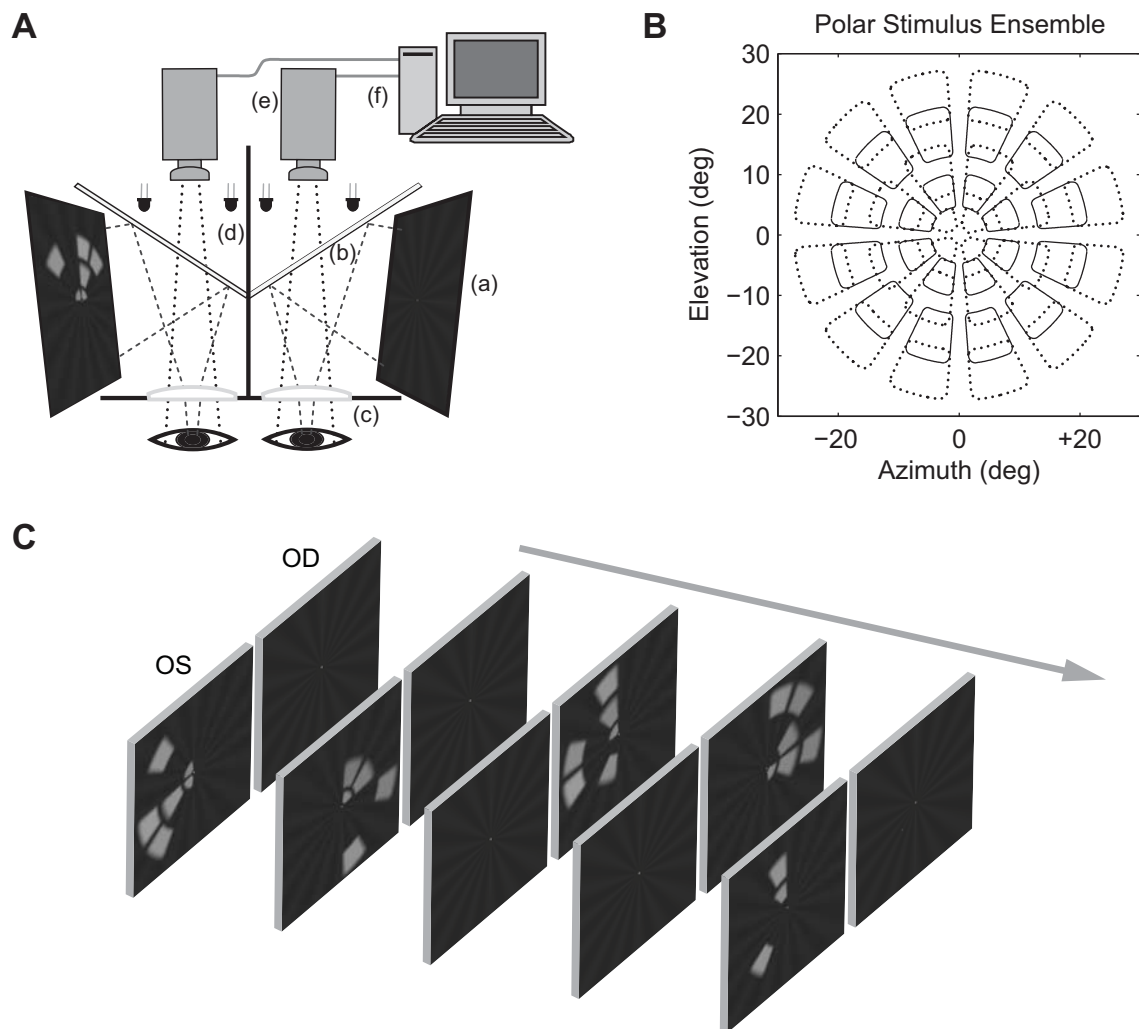 A
(e)
(f)
(d)
(b)
(a)
(c)
B
Polar Stimulus Ensemble
30
20
10
0
−10
−20
−30
Elevation (deg)
−20
0
+20
Azimuth (deg)
C
OD
OS